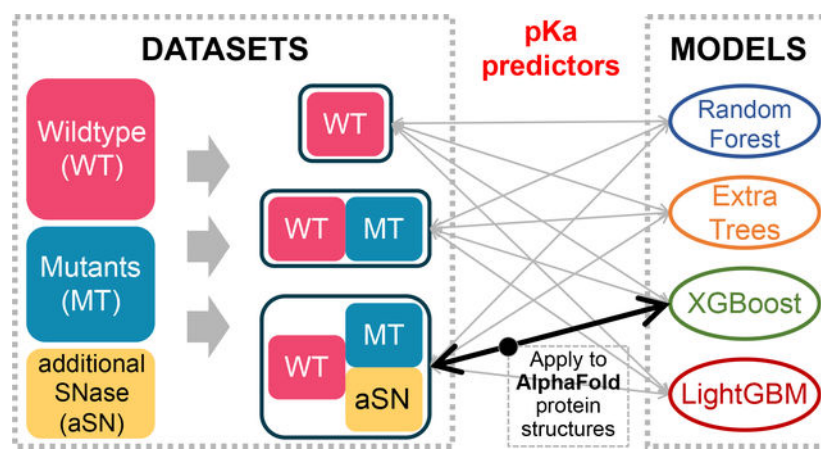 DATASETS
Wildtype
(WT)
Mutants
(MT)
additional
SNase
(aSN)
WT
WT MT
MT
WT
aSN
pKa
predictors
Apply to
AlphaFold
protein
structures
MODELS
Random
Forest
Extra
Trees
XGBoost
LightGBM